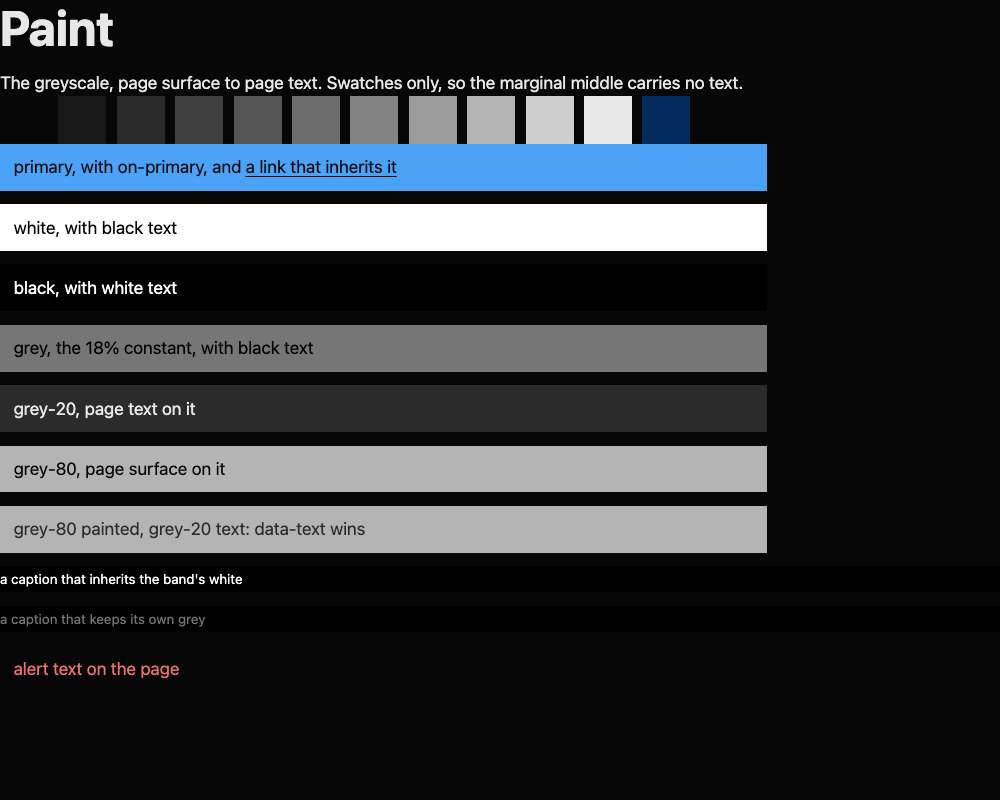 Paint
The greyscale, page surface to page text. Swatches only, so the marginal middle carries no text.
primary, with on-primary, and a link that inherits it
white, with black text
black, with white text
grey, the 18% constant, with black text
grey-20, page text on it
grey-80, page surface on it
grey-80 painted, grey-20 text: data-text wins
a caption that inherits the band's white
a caption that keeps its own grey
alert text on the page